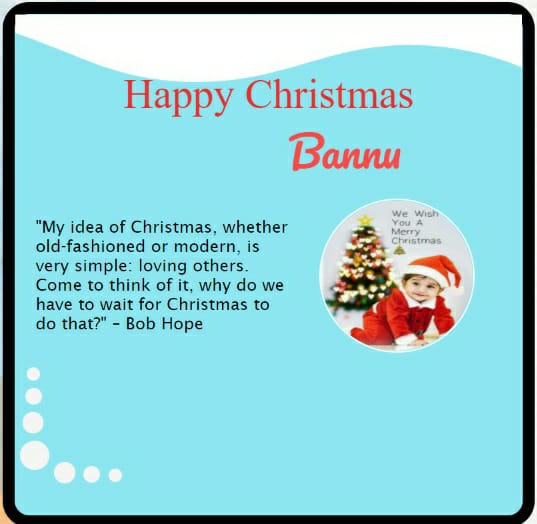 Happy Christmas
Bannu
We Wish
You A
Merry
Christmas
"My idea of Christmas, whether
old-fashioned or modern, is
very simple: loving others.
Come to think of it, why do we
have to wait for Christmas to
do that?" – Bob Hope